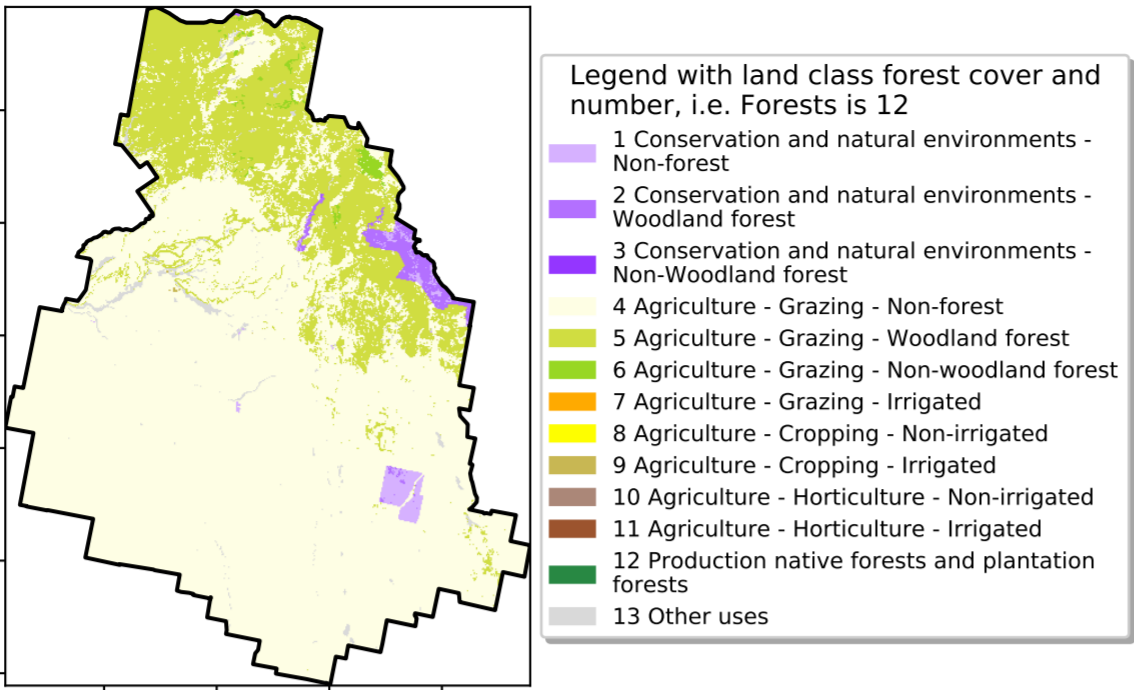 Legend with land class forest cover and
number, i.e. Forests is 12
1 Conservation and natural environments -
Non-forest
2 Conservation and natural environments -
Woodland forest
3 Conservation and natural environments -
Non-Woodland forest
4 Agriculture - Grazing - Non-forest
5 Agriculture - Grazing - Woodland forest
6 Agriculture - Grazing - Non-woodland forest
7 Agriculture - Grazing - Irrigated
8 Agriculture - Cropping - Non-irrigated
9 Agriculture - Cropping - Irrigated
10 Agriculture - Horticulture - Non-irrigated
11 Agriculture - Horticulture - Irrigated
12 Production native forests and plantation
forests
13 Other uses